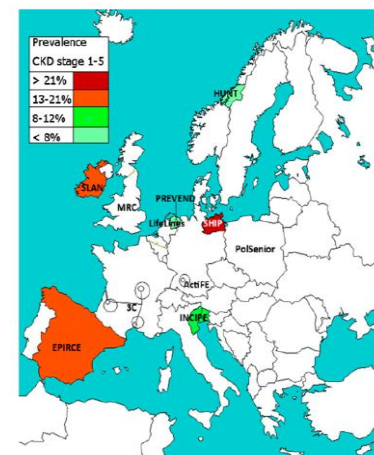 Prevalence
CKD stage 1-5
> 21%
13-21%
8-12%
< 8%
HUNT
SLAN
PREVEND
MRC
LifeLines
SHIP
PolSenior
ActiFE
3C
INCIPE
EPIRCE